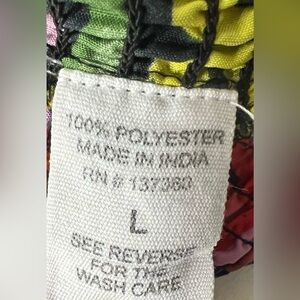 100% POLYESTER
MADE IN INDIA
RN # 137360
L
SEE REVERSE
FOR THE
WASH CARE